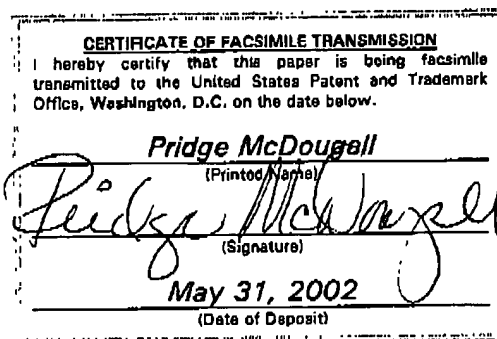 CERTIFICATE OF FACSIMILE TRANSMISSION
I hereby certify that this paper is being facsimile
transmitted to the United States Patent and Trademark
Office, Washington, D.C. on the date below.
Pridge McDougall
(Printed Name)
Pridge McDougall
(Signature)
May 31, 2002
(Date of Deposit)